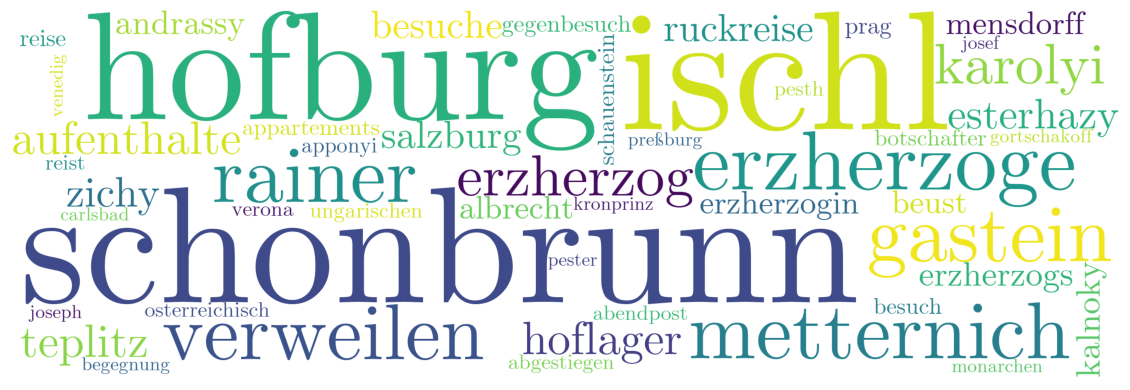 reise
andrassy
besuche
gegenbesuch
ruckreise
prag
mensdorff
josef
venedig
hofburg
schauenstein
ischl
pesth
karolyi
esterhazy
aufenthalte
appartements
apponyi
salzburg
preßburg
botschafter
gortschakoff
reist
zichy
rainer
erzherzog
erzherzoge
carlsbad
verona
ungarischen
albrecht
kronprinz
erzherzogin
beust
schonbrunn
pester
gastein
erzherzogs
joseph
osterreichisch
abendpost
besuch
kalnoky
teplitz
verweilen
hoflager
metternich
begegnung
abgestiegen
monarchen